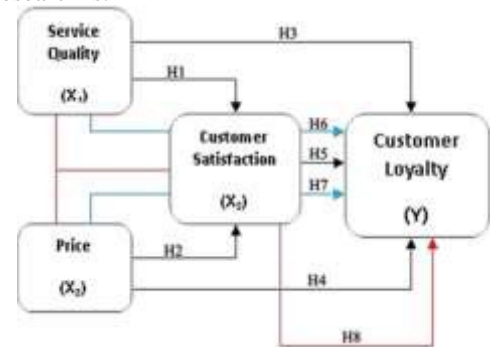 Service
Quality
(X₁)
H3
H1
Customer
Satisfaction
(X₃)
H6
H5
H7
Customer
Loyalty
(Y)
Price
(X₂)
H2
H4
H8